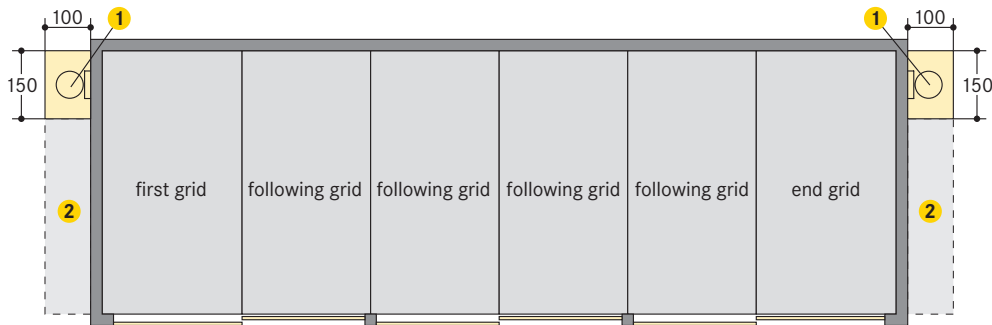 100 1 1 100
150 150
first grid following grid following grid following grid following grid end grid
2 2